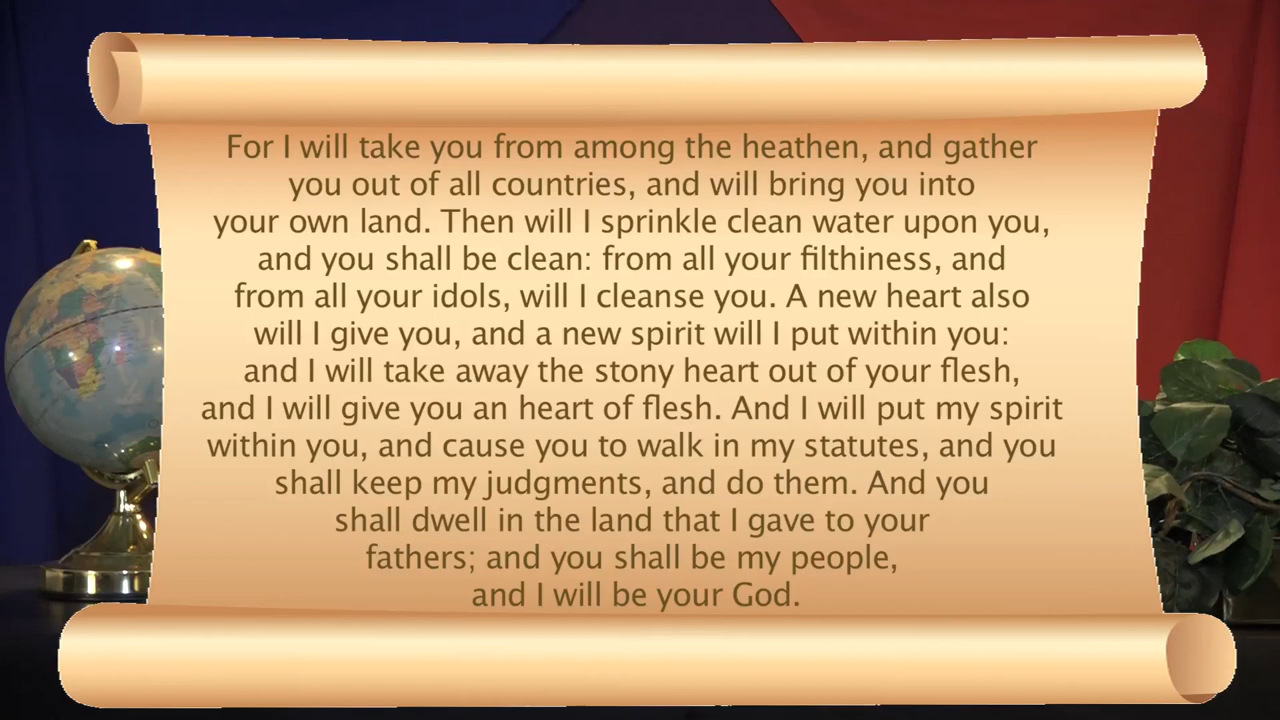 For I will take you from among the heathen, and gather
you out of all countries, and will bring you into
your own land. Then will I sprinkle clean water upon you,
and you shall be clean: from all your filthiness, and
from all your idols, will I cleanse you. A new heart also
will I give you, and a new spirit will I put within you:
and I will take away the stony heart out of your flesh,
and I will give you an heart of flesh. And I will put my spirit
within you, and cause you to walk in my statutes, and you
shall keep my judgments, and do them. And you
shall dwell in the land that I gave to your
fathers; and you shall be my people,
and I will be your God.